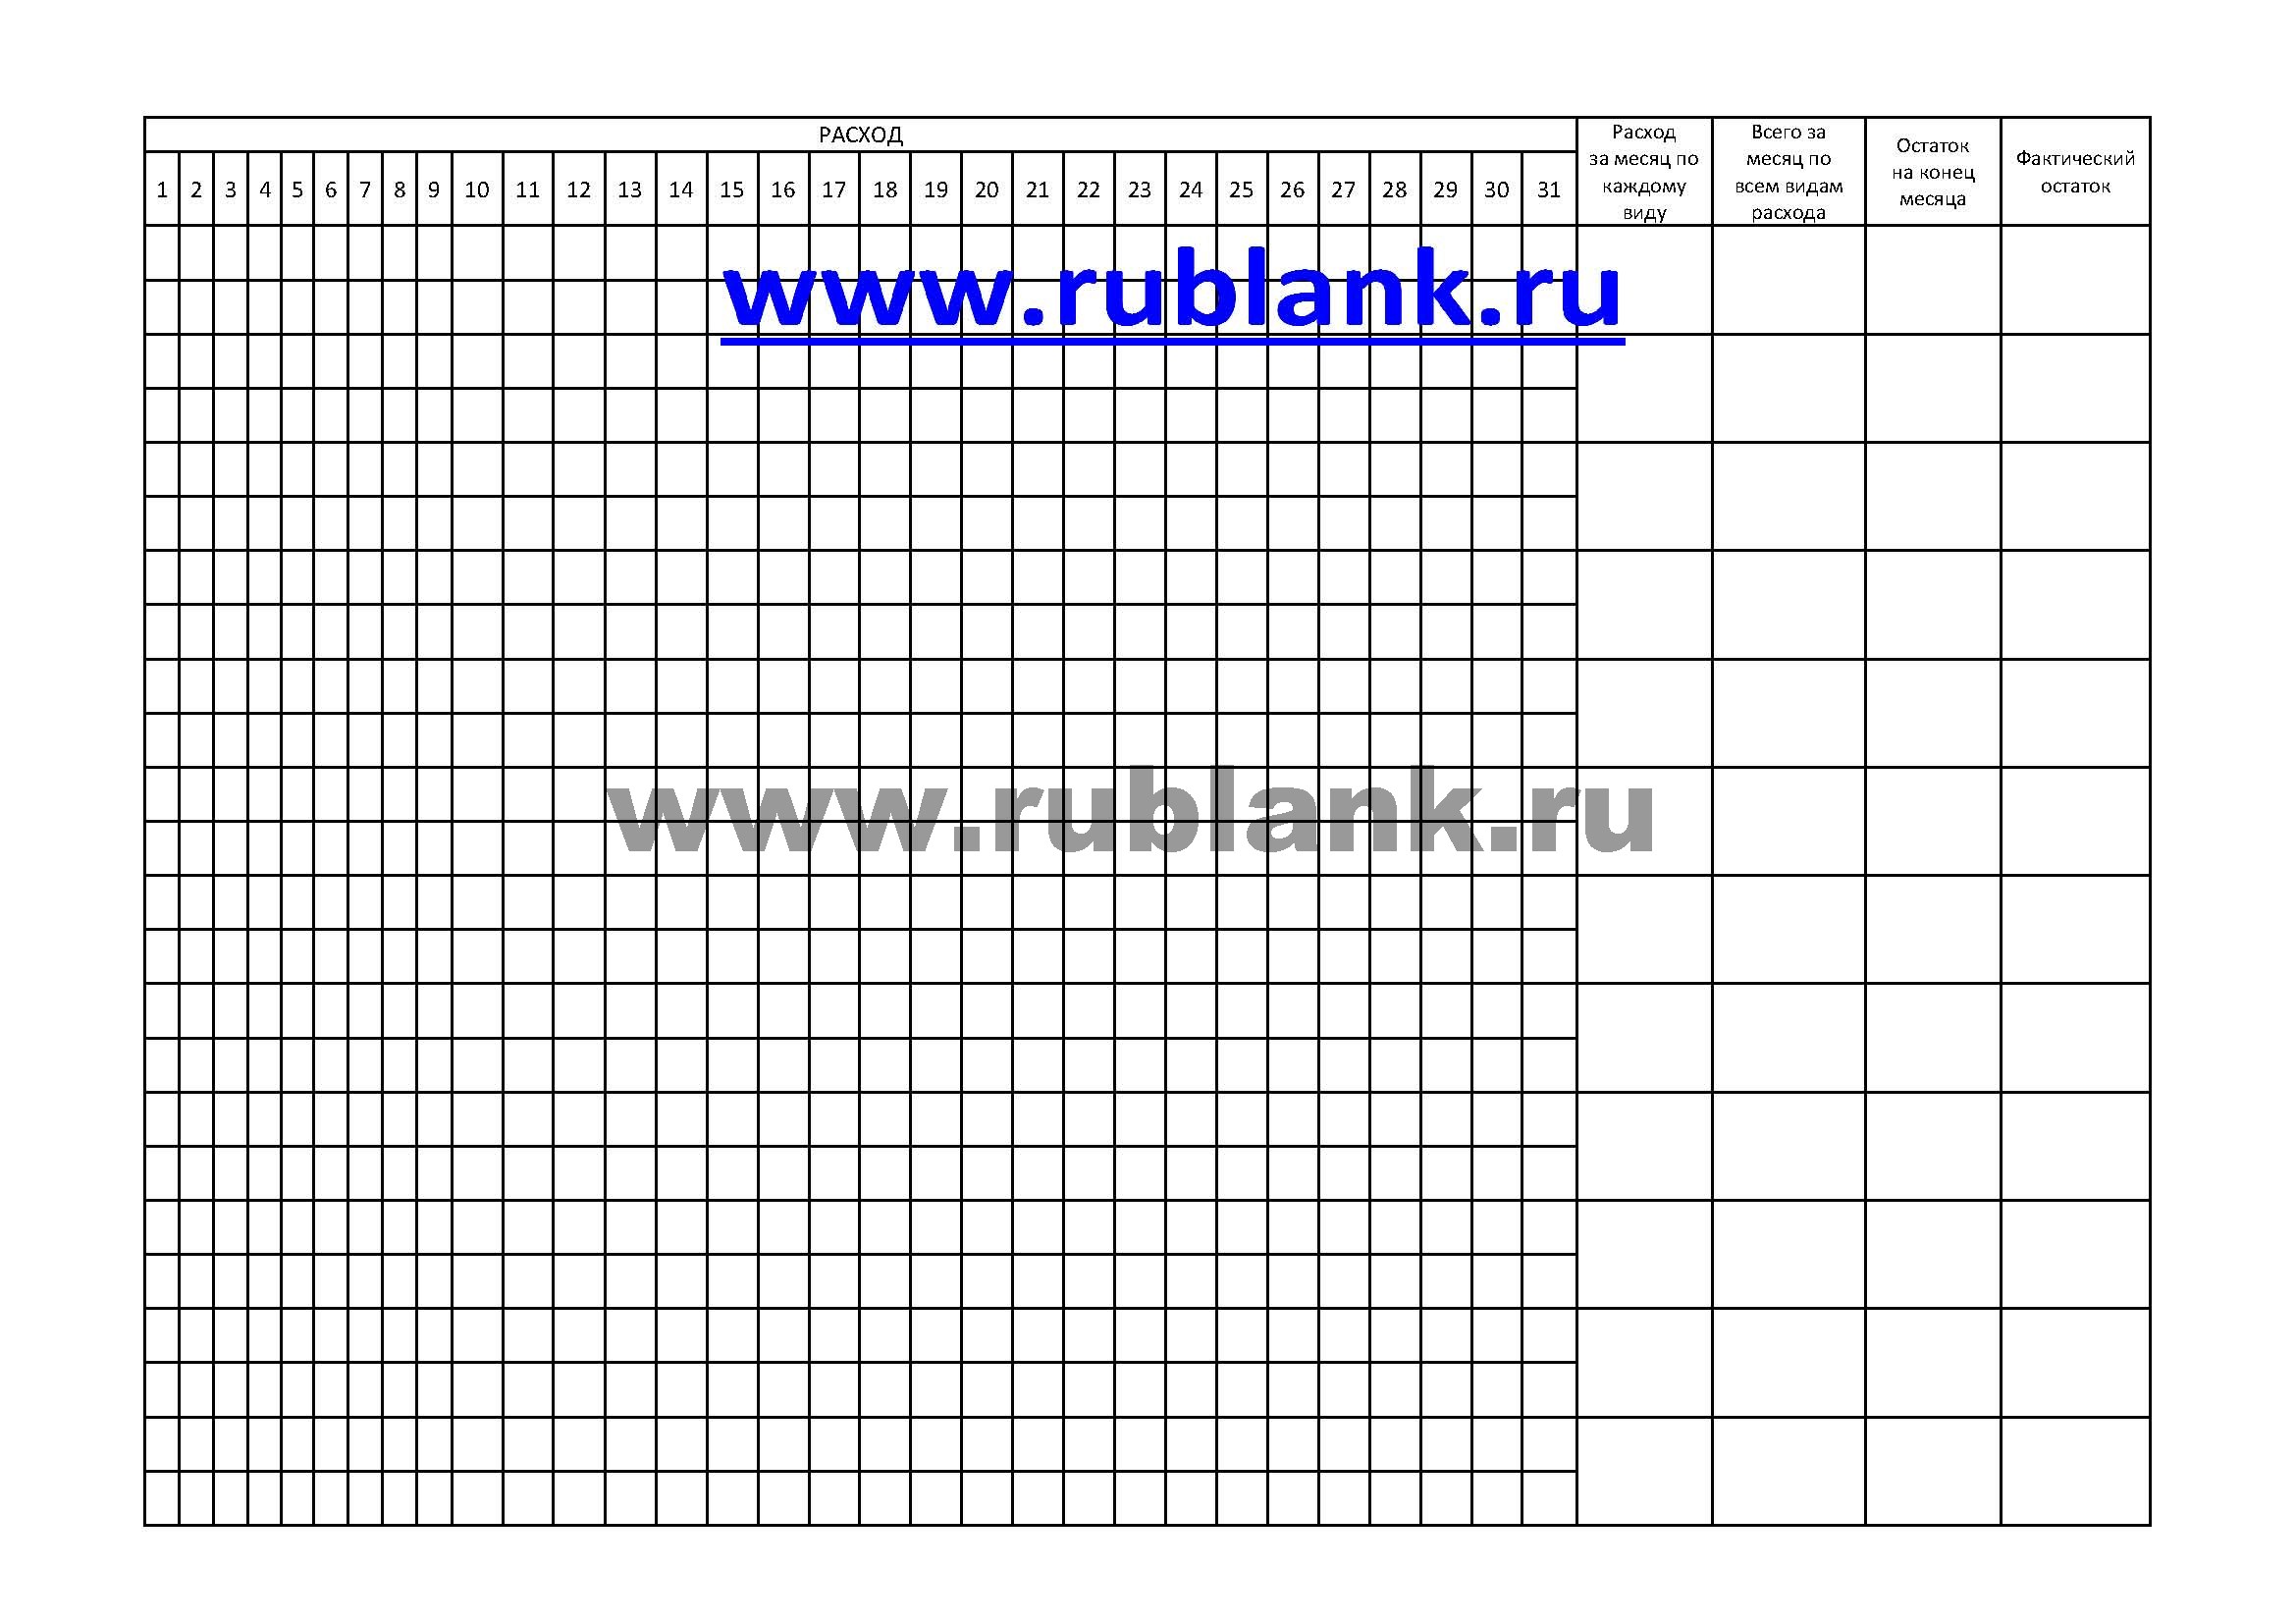 РАСХОД
1 2 3 4 5 6 7 8 9 10 11 12 13 14 15 16 17 18 19 20 21 22 23 24 25 26 27 28 29 30 31
Расход
за месяц по
каждому
виду
Всего за
месяц по
всем видам
расхода
Остаток
на конец
месяца
Фактический
остаток
www.rublank.ru
www.rublank.ru